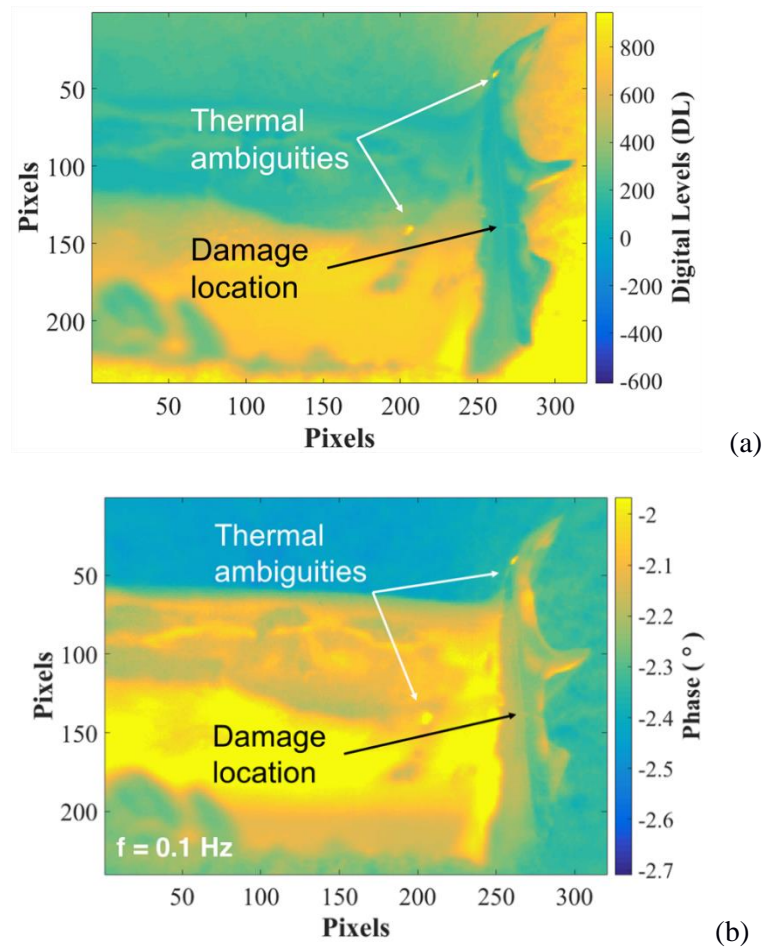 50
100
150
200
Pixels
Thermal
ambiguities
Damage
location
50 100 150 200 250 300
Pixels
800
600
400
200
0
-200
-400
-600
Digital Levels (DL)
(a)
50
100
150
200
Pixels
Thermal
ambiguities
Damage
location
f = 0.1 Hz
50 100 150 200 250 300
Pixels
-2
-2.1
-2.2
-2.3
-2.4
-2.5
-2.6
-2.7
Phase ( ° )
(b)